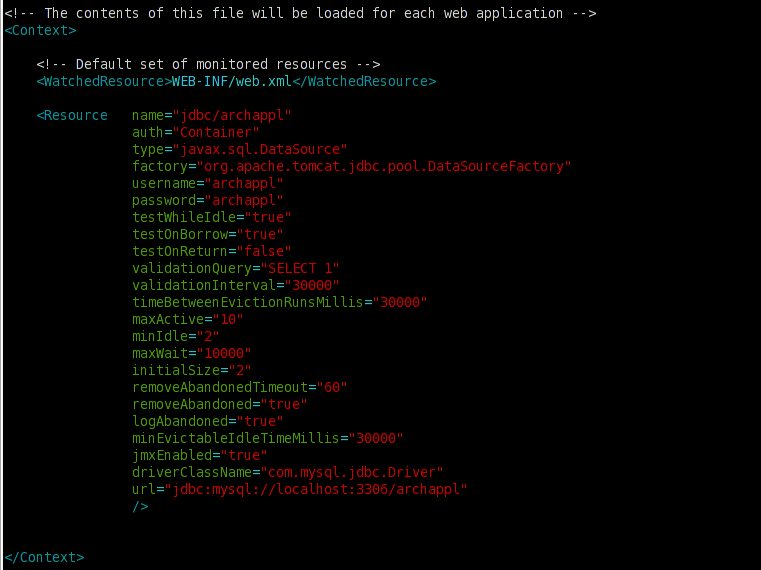 <!-- The contents of this file will be loaded for each web application -->
<Context>
<!-- Default set of monitored resources -->
<WatchedResource>WEB-INF/web.xml</WatchedResource>
<Resource name="jdbc/archappl"
auth="Container"
type="javax.sql.DataSource"
factory="org.apache.tomcat.jdbc.pool.DataSourceFactory"
username="archappl"
password="archappl"
testWhileIdle="true"
testOnBorrow="true"
testOnReturn="false"
validationQuery="SELECT 1"
validationInterval="30000"
timeBetweenEvictionRunsMillis="30000"
maxActive="10"
minIdle="2"
maxWait="10000"
initialSize="2"
removeAbandonedTimeout="60"
removeAbandoned="true"
logAbandoned="true"
minEvictableIdleTimeMillis="30000"
jmxEnabled="true"
driverClassName="com.mysql.jdbc.Driver"
url="jdbc:mysql://localhost:3306/archappl"
/>
</Context>